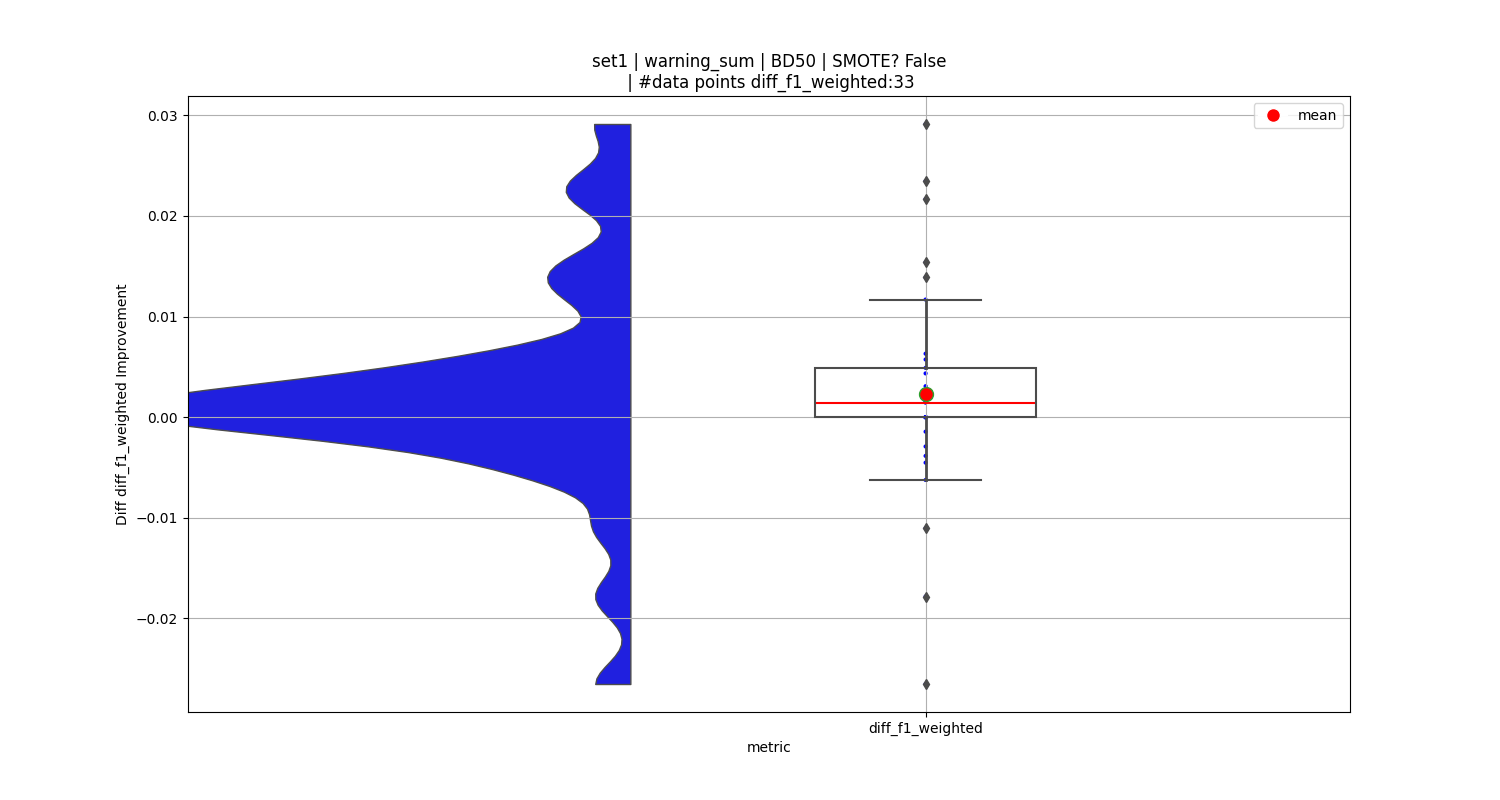 set1 | warning_sum | BD50 | SMOTE? False
| #data points diff_f1_weighted:33
mean
0.03
0.02
0.01
0.00
−0.01
−0.02
Diff diff_f1_weighted Improvement
diff_f1_weighted
metric